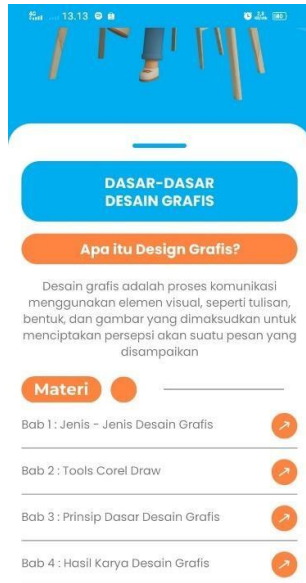 13.13
DASAR-DASAR
DESAIN GRAFIS
Apa itu Design Grafis?
Desain grafis adalah proses komunikasi
menggunakan elemen visual, seperti tulisan,
bentuk, dan gambar yang dimaksudkan untuk
menciptakan persepsi akan suatu pesan yang
disampaikan
Materi
Bab 1 : Jenis - Jenis Desain Grafis
Bab 2 : Tools Corel Draw
Bab 3 : Prinsip Dasar Desain Grafis
Bab 4 : Hasil Karya Desain Grafis